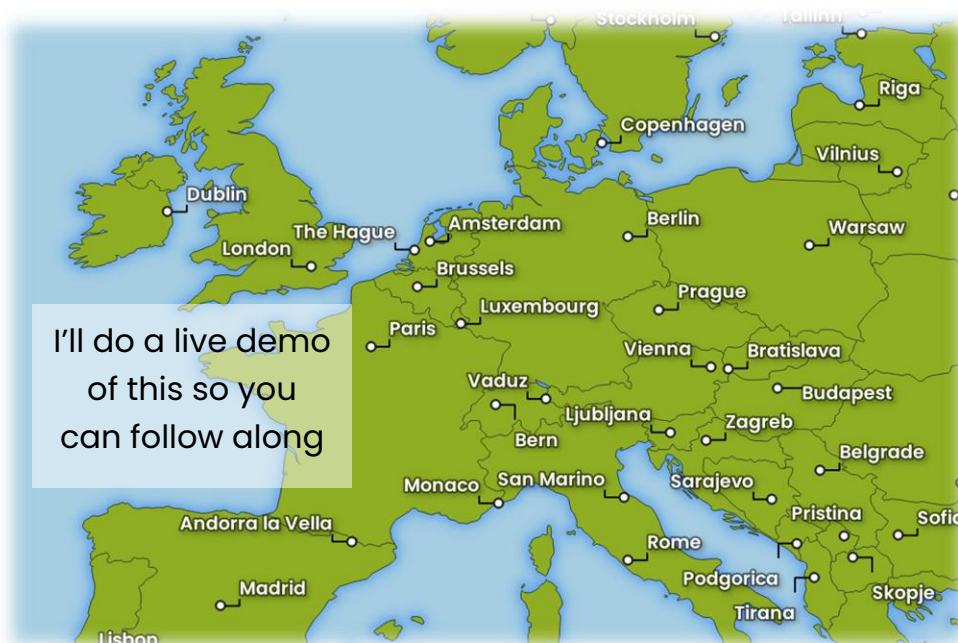 Stockholm
Tallinn
Riga
Copenhagen
Vilnius
Dublin
Berlin
Amsterdam
Warsaw
The Hague
London
Brussels
Prague
Luxembourg
I'll do a live demo
of this so you
can follow along
Paris
Vienna
Bratislava
Vaduz
Budapest
Ljubljana
Zagreb
Bern
Belgrade
San Marino
Sarajevo
Monaco
Pristina
Sofia
Andorra la Vella
Rome
Podgorica
Madrid
Skopje
Tirana
Lisbon